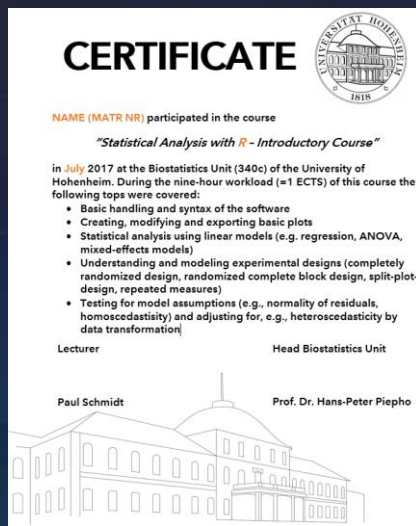 CERTIFICATE
UNIVERSITÄT HOHENHEIM
1818
NAME (MATR NR) participated in the course
"Statistical Analysis with R – Introductory Course"
in July 2017 at the Biostatistics Unit (340c) of the University of
Hohenheim. During the nine-hour workload (=1 ECTS) of this course the
following tops were covered:
• Basic handling and syntax of the software
• Creating, modifying and exporting basic plots
• Statistical analysis using linear models (e.g. regression, ANOVA,
mixed-effects models)
• Understanding and modeling experimental designs (completely
randomized design, randomized complete block design, split-plot-
design, repeated measures)
• Testing for model assumptions (e.g., normality of residuals,
homoscedastisity) and adjusting for, e.g., heteroscedasticity by
data transformation
Lecturer Head Biostatistics Unit
Paul Schmidt Prof. Dr. Hans-Peter Piepho